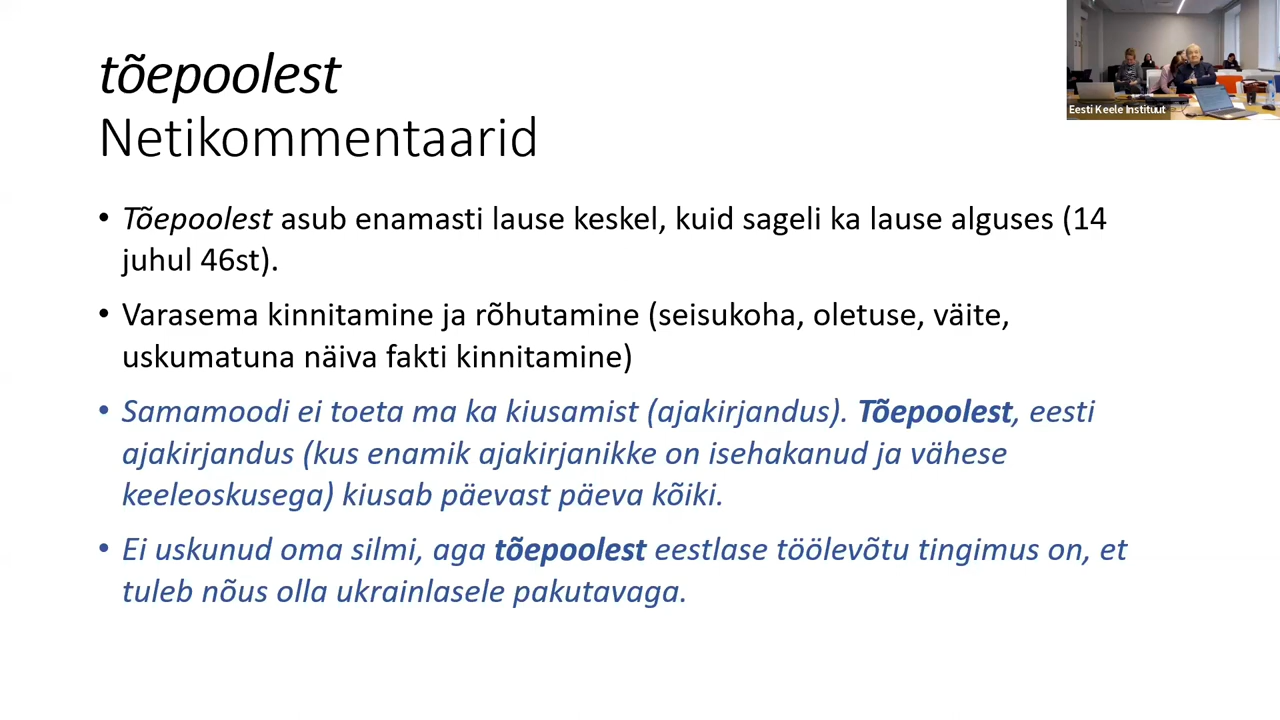 tõepoolest
Netikommentaarid
Eesti Keele Instituut
• Tõepoolest asub enamasti lause keskel, kuid sageli ka lause alguses (14
juhul 46st).
• Varasema kinnitamine ja rõhutamine (seisukoha, oletuse, väite,
uskumatuna näiva fakti kinnitamine)
• Samamoodi ei toeta ma ka kiusamist (ajakirjandus). Tõepoolest, eesti
ajakirjandus (kus enamik ajakirjanikke on isehakanud ja vähese
keeleoskusega) kiusab päevast päeva kõiki.
• Ei uskunud oma silmi, aga tõepoolest eestlase töölevõtu tingimus on, et
tuleb nõus olla ukrainlasele pakutavaga.